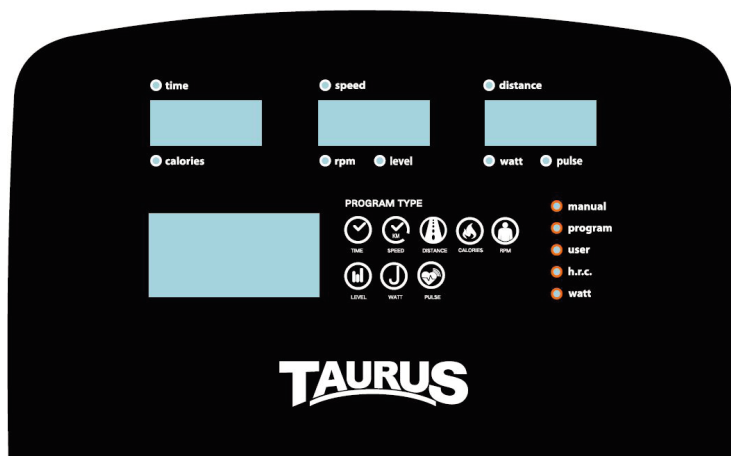 time speed distance
calories rpm level watt pulse
PROGRAM TYPE
KM
TIME SPEED DISTANCE CALORIES RPM
LEVEL WATT PULSE
manual
program
user
h.r.c.
watt
TAURUS